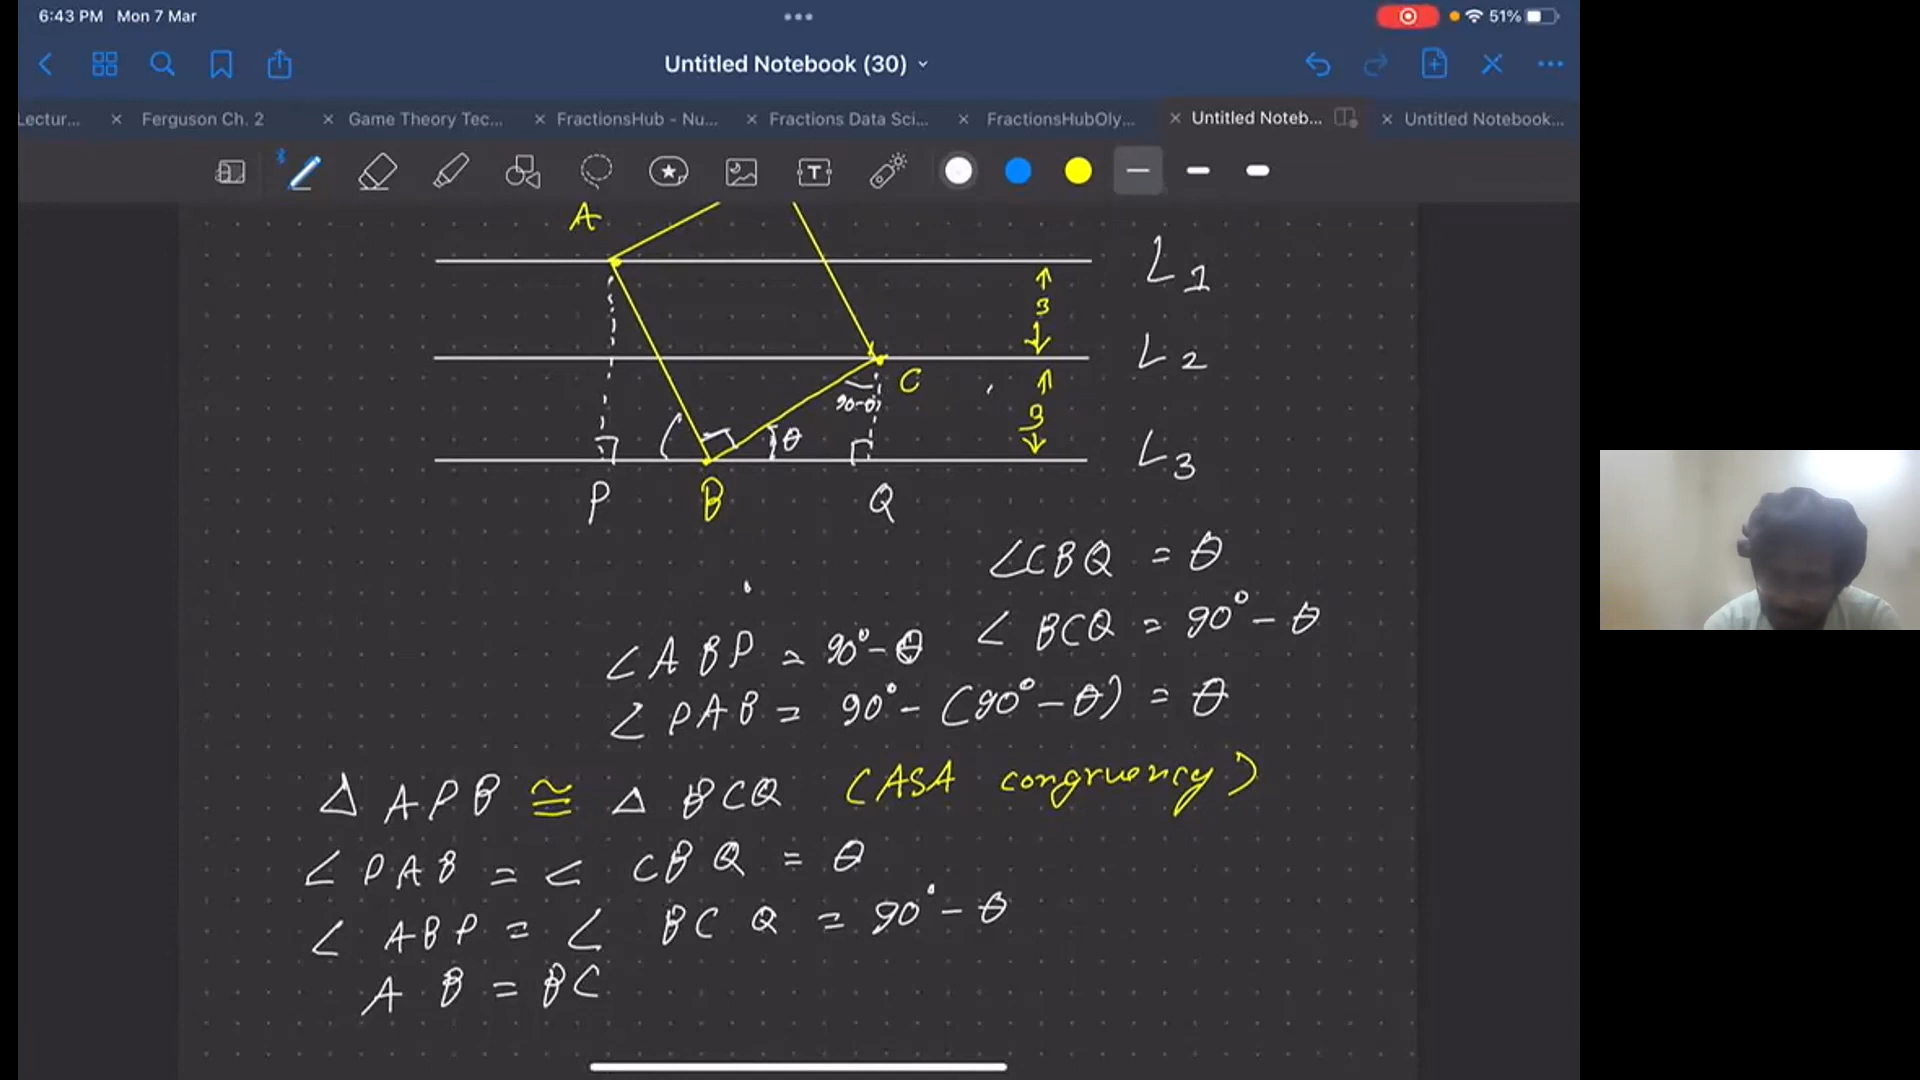 6:43 PM Mon 7 Mar
51%
Untitled Notebook (30)
Lectur... Ferguson Ch. 2 Game Theory Tec... FractionsHub - Nu... Fractions Data Sci... FractionsHubOly... Untitled Noteb... Untitled Notebook...
T
A
L1
3
L2
C
90-θ
3
θ
L3
P B Q
∠CBQ = θ
∠BCQ = 90° - θ
∠ABP = 90° - θ
∠PAB = 90° - (90° - θ) = θ
Δ APB ≅ Δ BCQ (ASA congruency)
∠PAB = ∠CBQ = θ
∠ABP = ∠BCQ = 90° - θ
AB = BC